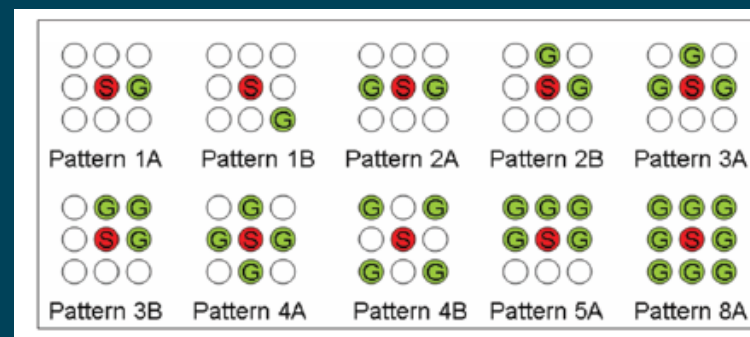 S G S G S G G S G G S G
G
Pattern 1A Pattern 1B Pattern 2A Pattern 2B Pattern 3A
G G G G G G G G G G G
S G G S G S G S G G S G
G G G G G G
Pattern 3B Pattern 4A Pattern 4B Pattern 5A Pattern 8A